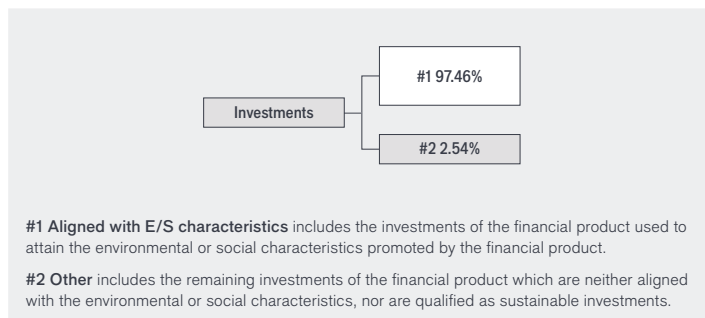 #1 97.46%
Investments
#2 2.54%
#1 Aligned with E/S characteristics includes the investments of the financial product used to
attain the environmental or social characteristics promoted by the financial product.
#2 Other includes the remaining investments of the financial product which are neither aligned
with the environmental or social characteristics, nor are qualified as sustainable investments.